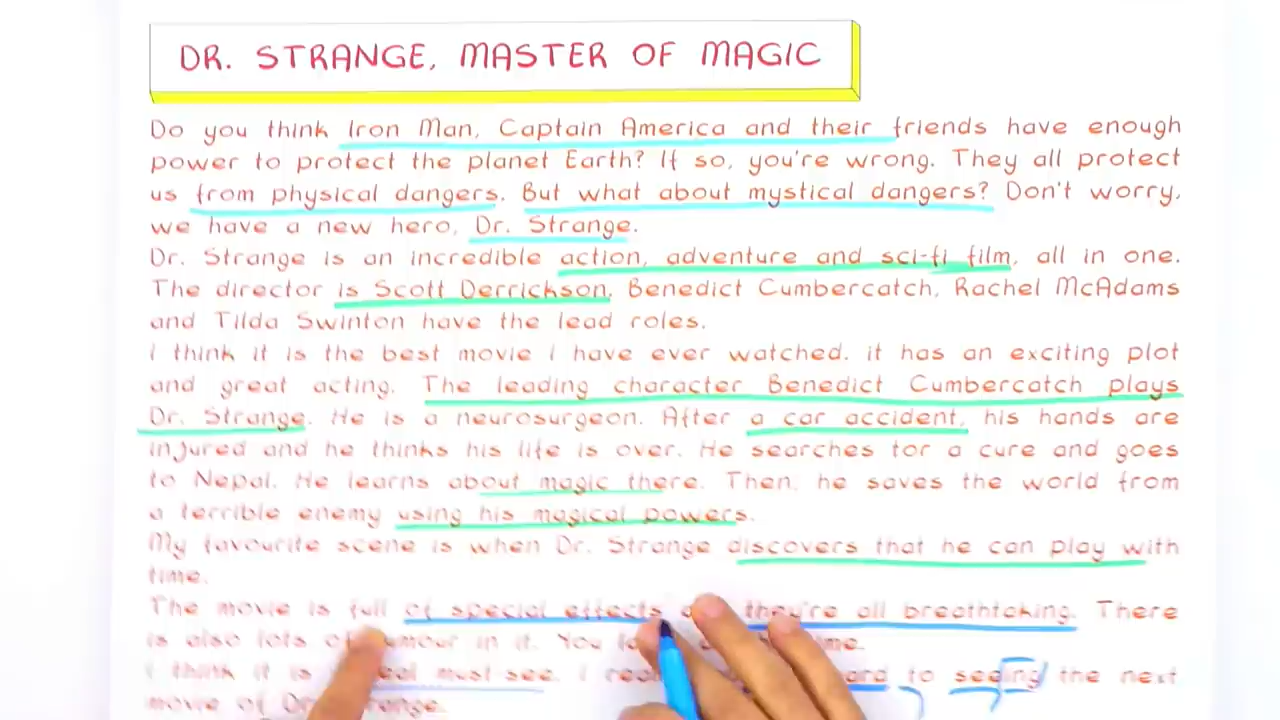 DR. STRANGE, MASTER OF MAGIC
Do you think Iron Man, Captain America and their friends have enough
power to protect the planet Earth? If so, you're wrong. They all protect
us from physical dangers. But what about mystical dangers? Don't worry,
we have a new hero, Dr. Strange.
Dr. Strange is an incredible action, adventure and sci-fi film, all in one.
The director is Scott Derrickson. Benedict Cumbercatch, Rachel McAdams
and Tilda Swinton have the lead roles.
I think it is the best movie I have ever watched. it has an exciting plot
and great acting. The leading character Benedict Cumbercatch plays
Dr. Strange. He is a neurosurgeon. After a car accident, his hands are
injured and he thinks his life is over. He searches for a cure and goes
to Nepal. He learns about magic there. Then, he saves the world from
a terrible enemy using his magical powers.
My favourite scene is when Dr. Strange discovers that he can play with
time.
The movie is full of special effects they're all breathtaking. There
is also lots in it. You
I think it is must-see. I to seeing the next
movie of